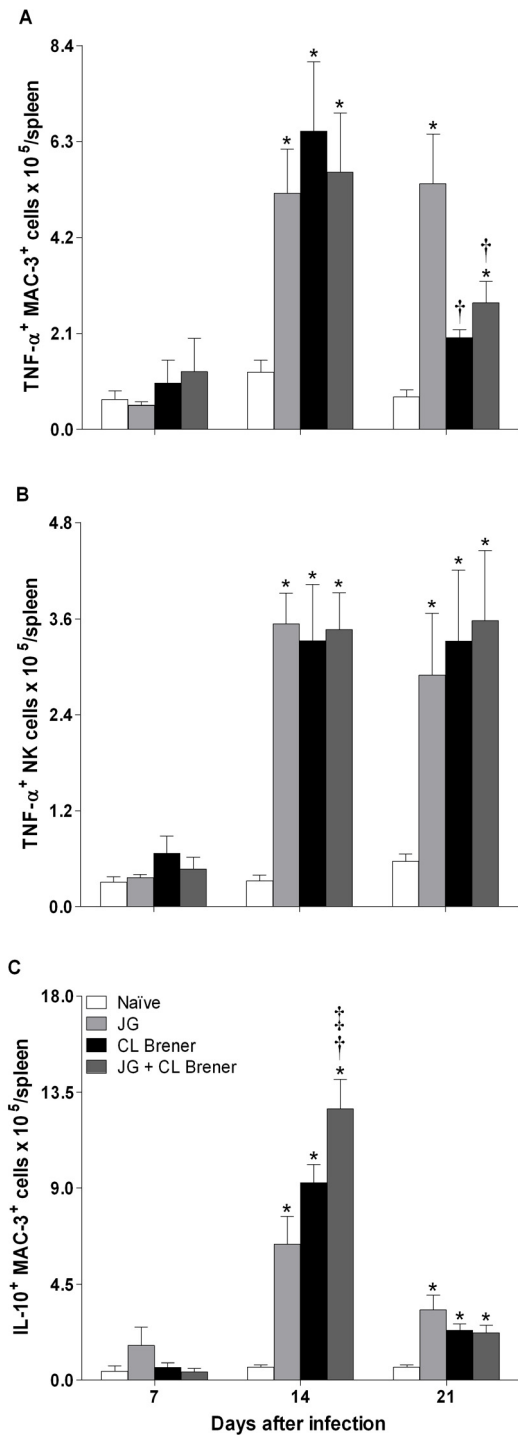 A
TNF-α⁺ MAC-3⁺ cells x 10⁵/spleen
8.4
6.3
4.2
2.1
0.0
* * *
*
†
†
*
B
TNF-α⁺ NK cells x 10⁵/spleen
4.8
3.6
2.4
1.2
0.0
* * *
* * *
C
IL-10⁺ MAC-3⁺ cells x 10⁵/spleen
18.0
13.5
9.0
4.5
0.0
Naïve
JG
CL Brener
JG + CL Brener
‡
†
*
*
*
* * *
7 14 21
Days after infection